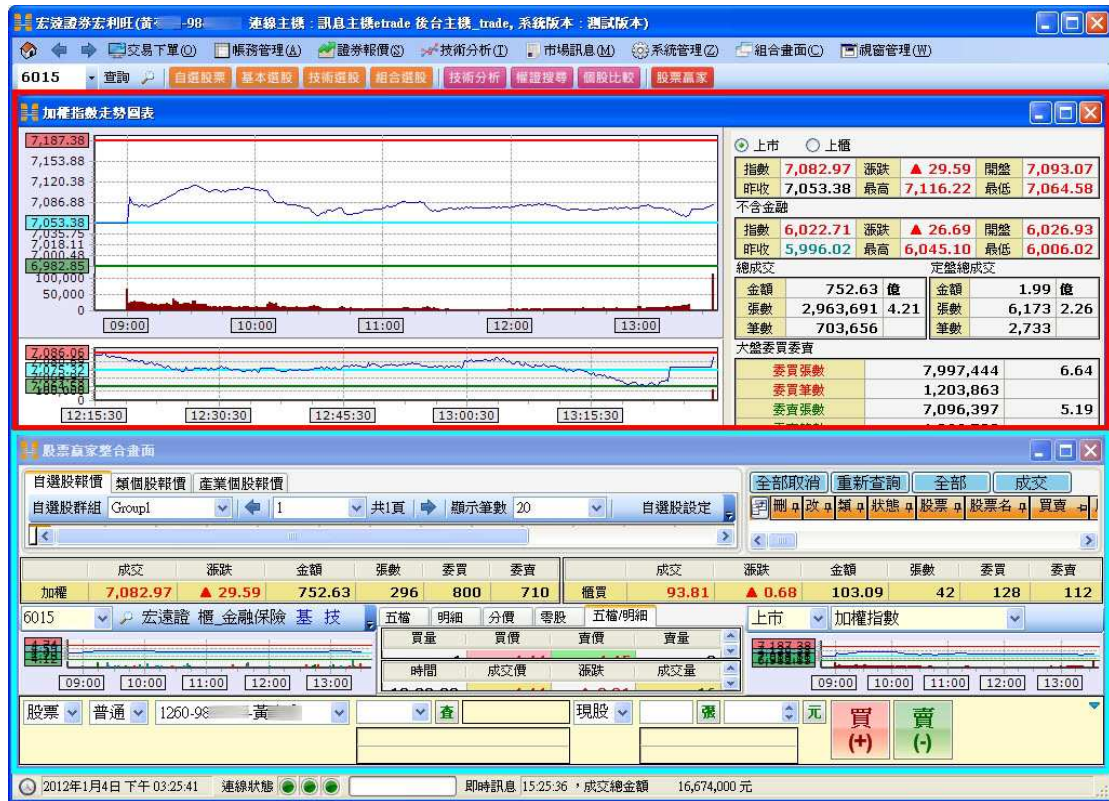 宏遠證券宏利旺(黃 -98 連線主機：訊息主機etrade 後台主機_trade, 系統版本：測試版本)
交易下單(O) 帳務管理(A) 證券報價(S) 技術分析(T) 市場訊息(M) 系統管理(Z) 組合畫面(C) 視窗管理(W)
6015 查詢 自選股票 基本選股 技術選股 組合選股 技術分析 權證搜尋 個股比較 股票贏家
加權指數走勢圖表
7,187.38
7,153.88
7,120.38
7,086.88
7,053.38
7,035.75
7,018.11
7,000.48
6,982.85
100,000
50,000
0
09:00 10:00 11:00 12:00 13:00
7,086.06
7,075.32
12:15:30 12:30:30 12:45:30 13:00:30 13:15:30
上市 上櫃
指數 7,082.97 漲跌 ▲ 29.59 開盤 7,093.07
昨收 7,053.38 最高 7,116.22 最低 7,064.58
不含金融
指數 6,022.71 漲跌 ▲ 26.69 開盤 6,026.93
昨收 5,996.02 最高 6,045.10 最低 6,006.02
總成交 定盤總成交
金額 752.63 億 金額 1.99 億
張數 2,963,691 4.21 張數 6,173 2.26
筆數 703,656 筆數 2,733
大盤委買委賣
委買張數 7,997,444 6.64
委買筆數 1,203,863
委賣張數 7,096,397 5.19
股票贏家整合畫面
自選股報價 類個股報價 產業個股報價
自選股群組 Group1 1 共1頁 顯示筆數 20 自選股設定
全部取消 重新查詢 全部 成交
刪 改 類 狀態 股票 股票名 買賣
成交 漲跌 金額 張數 委買 委賣 成交 漲跌 金額 張數 委買 委賣
加權 7,082.97 ▲ 29.59 752.63 296 800 710 櫃買 93.81 ▲ 0.68 103.09 42 128 112
6015 宏遠證 櫃_金融保險 基 技
09:00 10:00 11:00 12:00 13:00
五檔 明細 分價 零股 五檔/明細
買量 買價 賣價 賣量
時間 成交價 漲跌 成交量
上市 加權指數
7,187.38
09:00 10:00 11:00 12:00 13:00
股票 普通 1260-98 -黃 查 現股 張 元 買(+) 賣(-)
2012年1月4日 下午 03:25:41 連線狀態 即時訊息 15:25:36 ，成交總金額 16,674,000 元